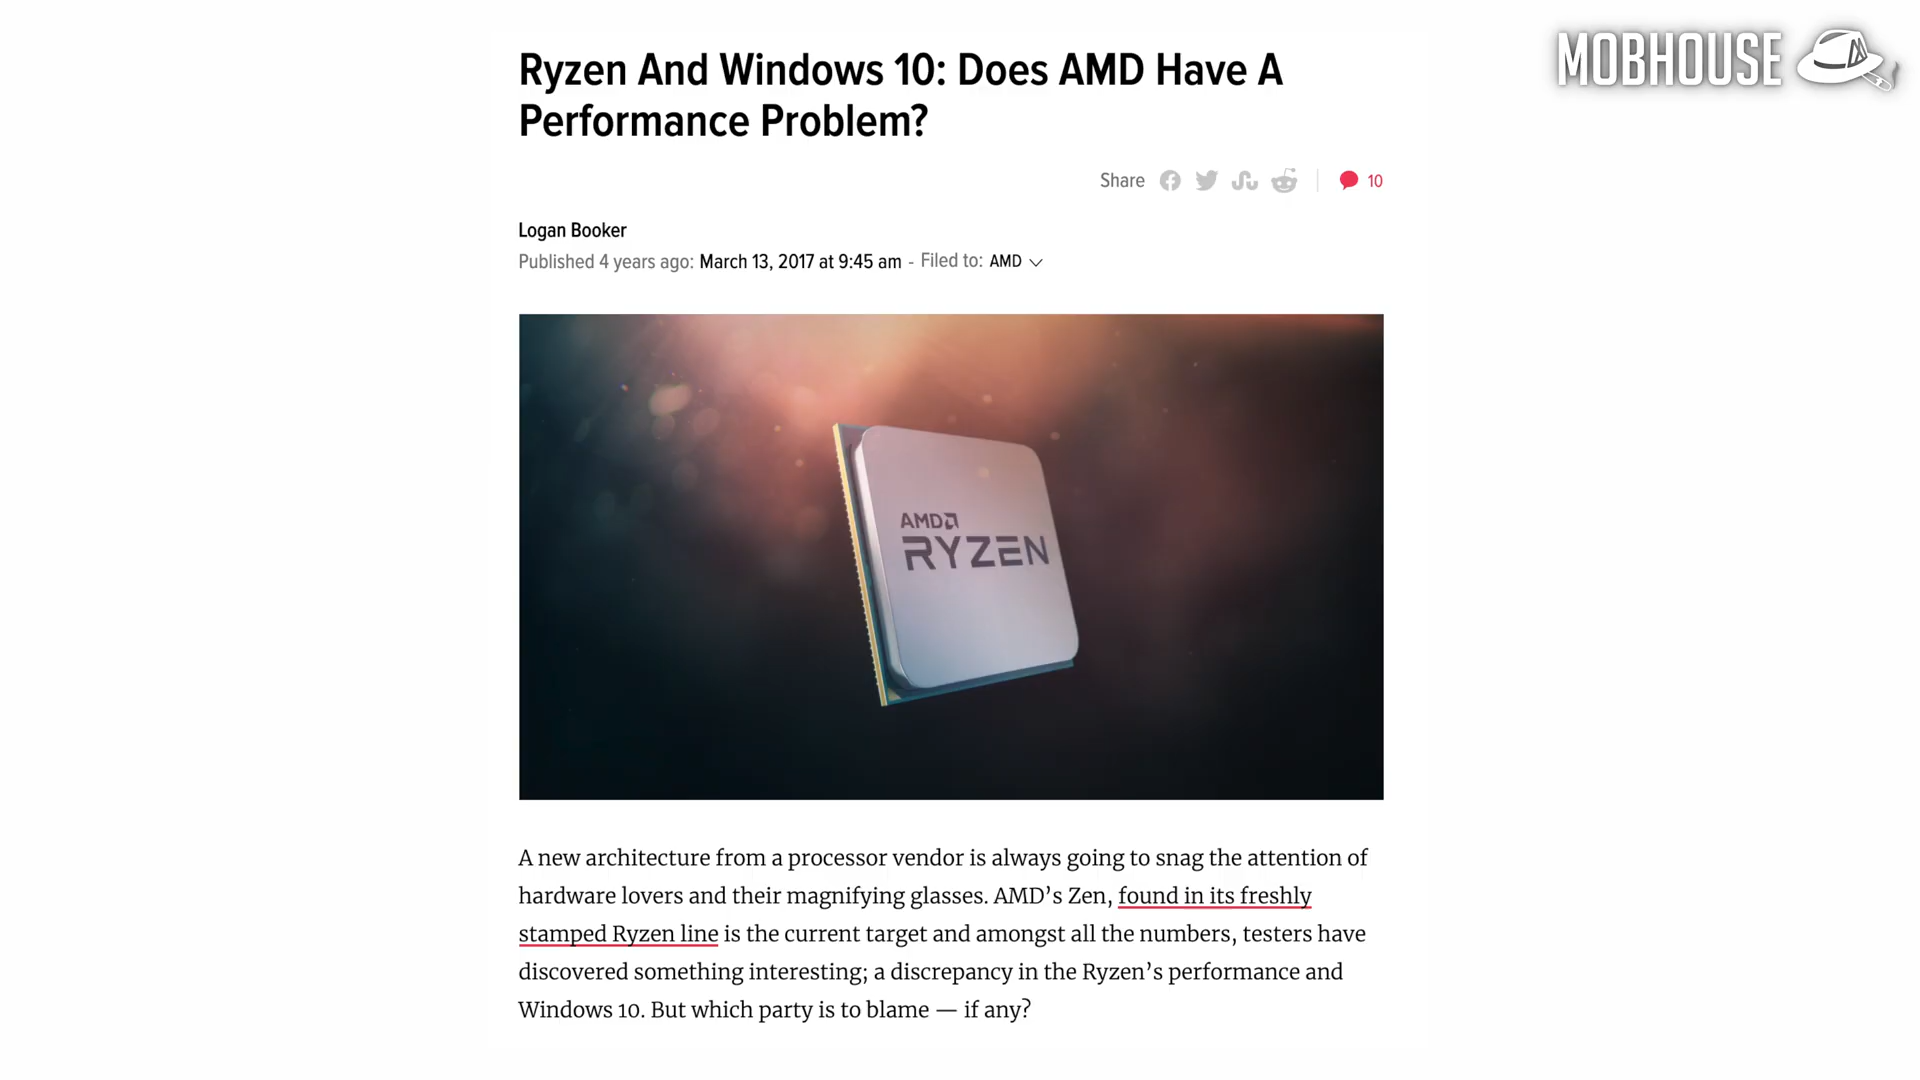 MOBHOUSE
Ryzen And Windows 10: Does AMD Have A
Performance Problem?
Share
10
Logan Booker
Published 4 years ago: March 13, 2017 at 9:45 am - Filed to: AMD
AMD
RYZEN
A new architecture from a processor vendor is always going to snag the attention of
hardware lovers and their magnifying glasses. AMD’s Zen, found in its freshly
stamped Ryzen line is the current target and amongst all the numbers, testers have
discovered something interesting; a discrepancy in the Ryzen’s performance and
Windows 10. But which party is to blame — if any?